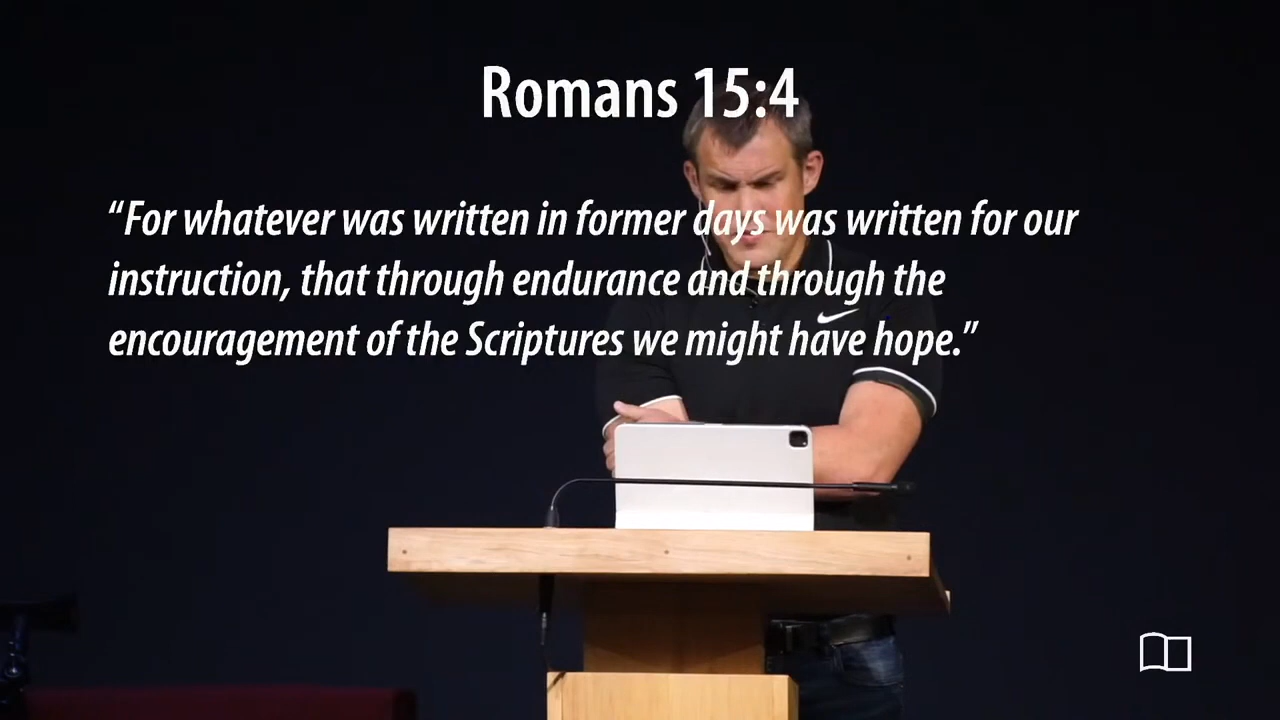 Romans 15:4
“For whatever was written in former days was written for our
instruction, that through endurance and through the
encouragement of the Scriptures we might have hope.”